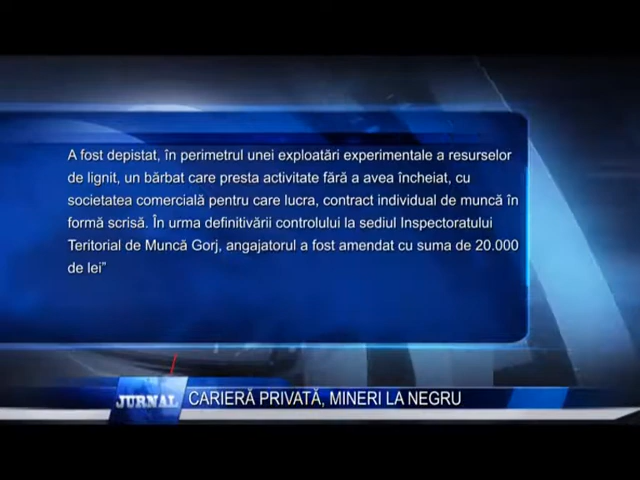 A fost depistat, în perimetrul unei exploatări experimentale a resurselor
de lignit, un bărbat care presta activitate fără a avea încheiat, cu
societatea comercială pentru care lucra, contract individual de muncă în
formă scrisă. În urma definitivării controlului la sediul Inspectoratului
Teritorial de Muncă Gorj, angajatorul a fost amendat cu suma de 20.000
de lei”
JURNAL CARIERĂ PRIVATĂ, MINERI LA NEGRU